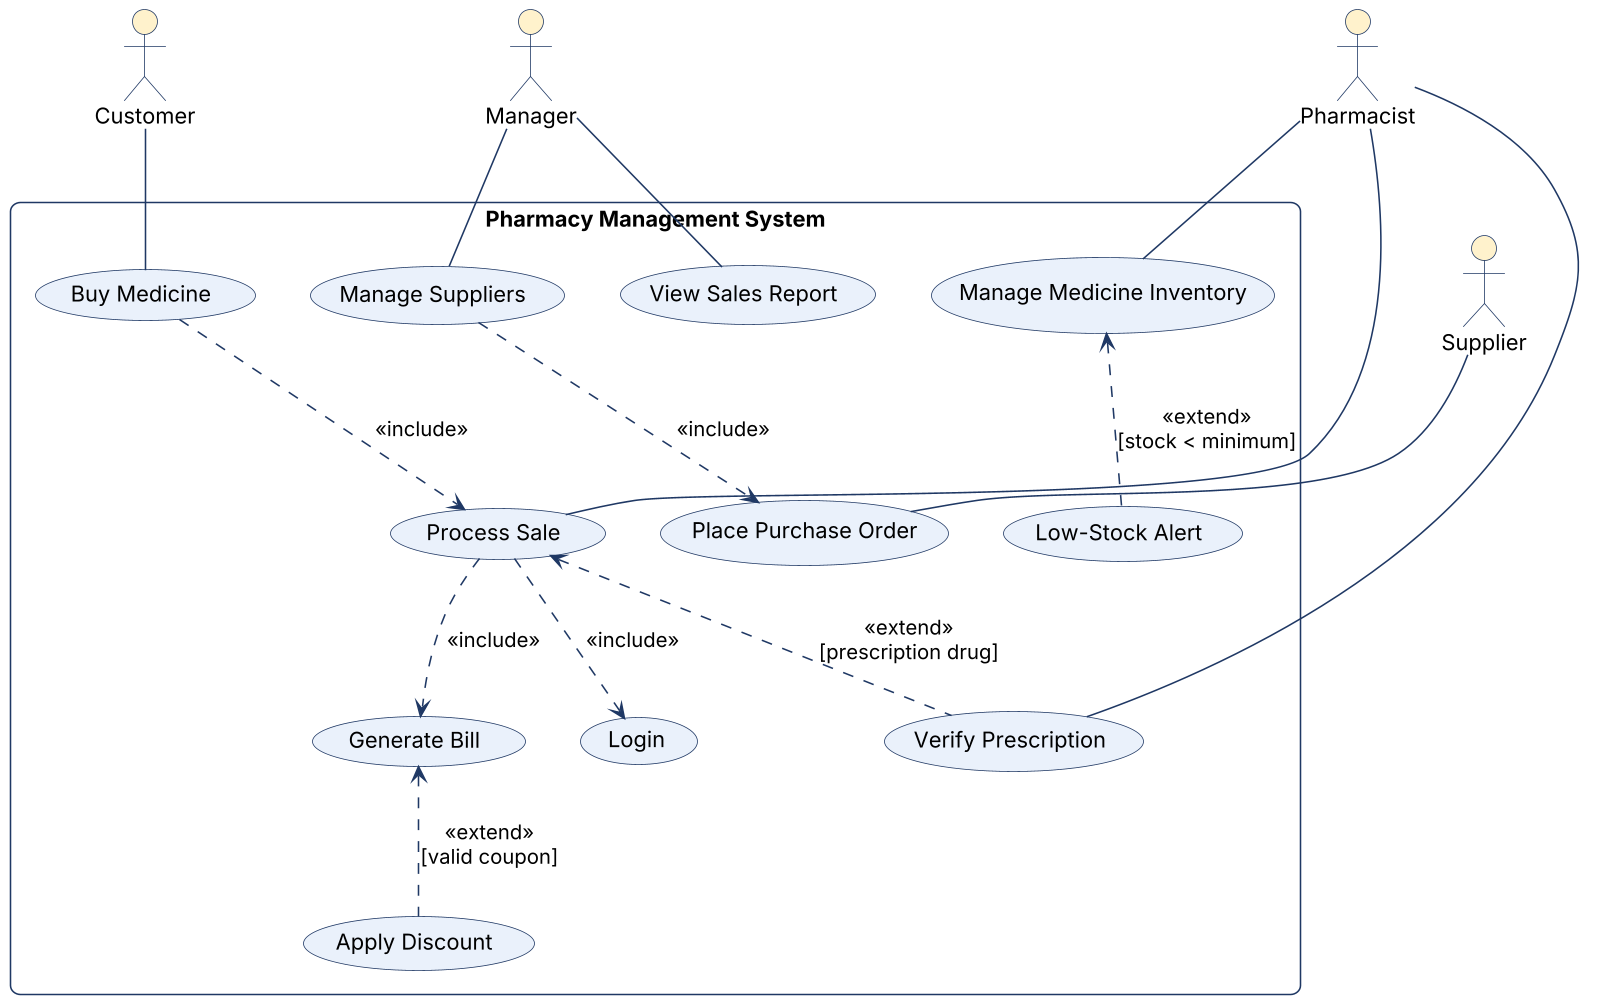 Customer
Manager
Pharmacist
Pharmacy Management System
Buy Medicine
Manage Suppliers
View Sales Report
Manage Medicine Inventory
Supplier
«include»
«include»
«extend»
[stock < minimum]
Process Sale
Place Purchase Order
Low-Stock Alert
«include»
«include»
«extend»
[prescription drug]
Generate Bill
Login
Verify Prescription
«extend»
[valid coupon]
Apply Discount